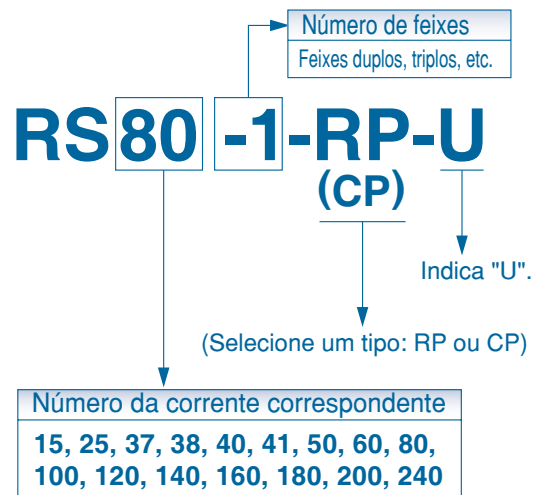 Número de feixes
Feixes duplos, triplos, etc.
RS80 -1-RP-U
(CP)
Indica "U".
(Selecione um tipo: RP ou CP)
Número da corrente correspondente
15, 25, 37, 38, 40, 41, 50, 60, 80,
100, 120, 140, 160, 180, 200, 240